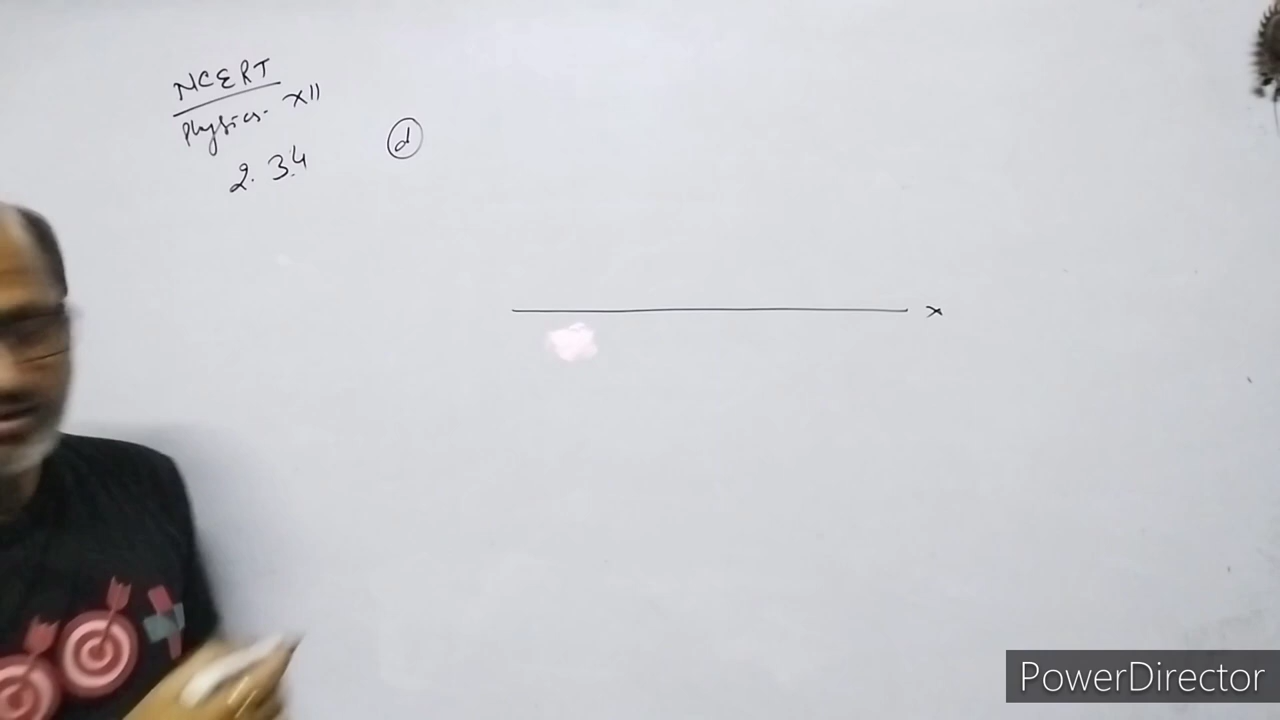 NCERT
Physics- XII
2. 34
d
x
PowerDirector